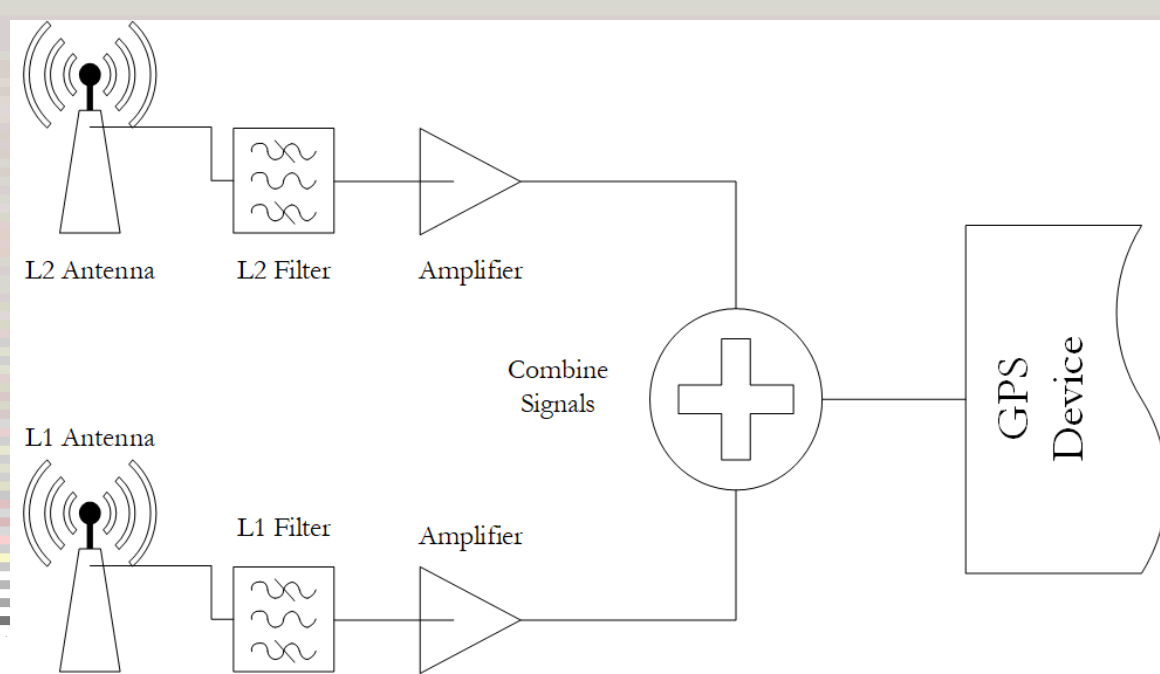 L2 Antenna
L2 Filter
Amplifier
Combine
Signals
GPS
Device
L1 Antenna
L1 Filter
Amplifier